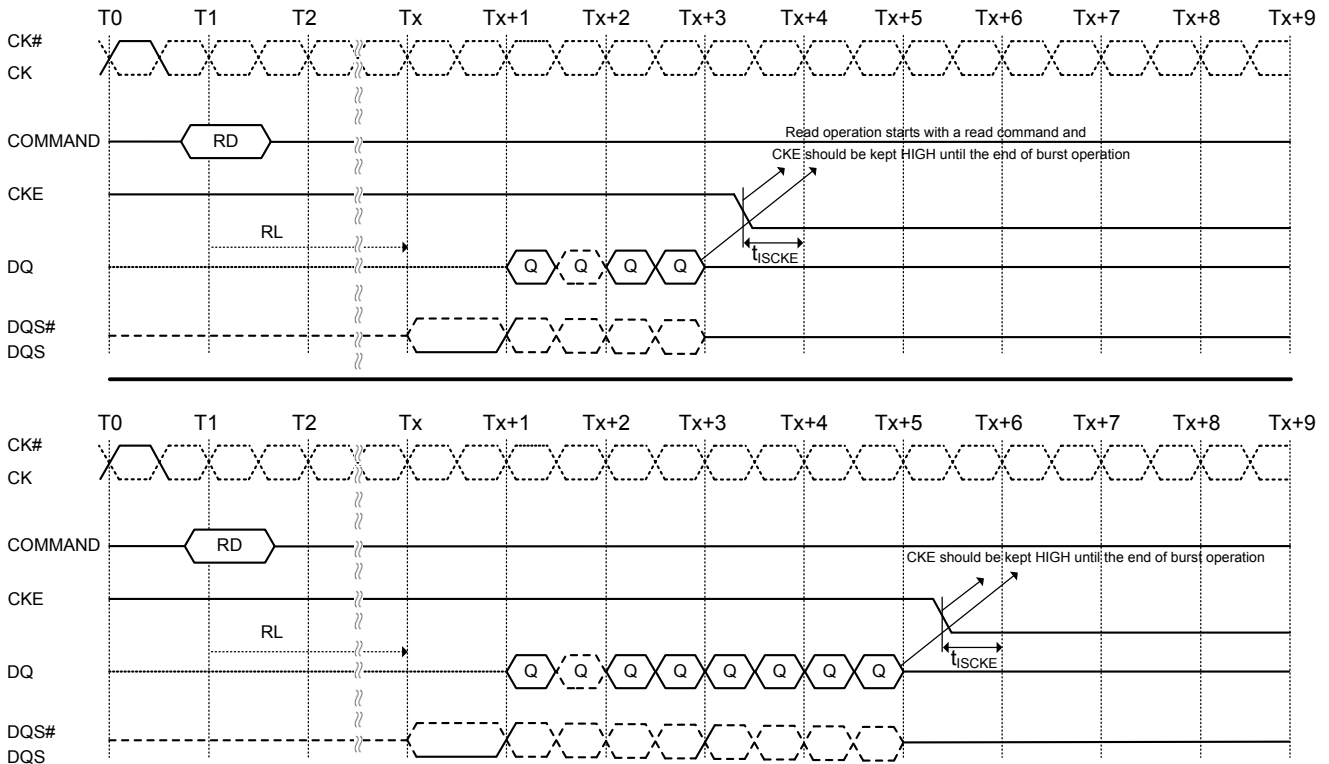 T0 T1 T2 Tx Tx+1 Tx+2 Tx+3 Tx+4 Tx+5 Tx+6 Tx+7 Tx+8 Tx+9
CK#
CK
COMMAND RD
Read operation starts with a read command and
CKE should be kept HIGH until the end of burst operation
CKE
RL
tISCKE
DQ Q Q Q Q
DQS#
DQS
T0 T1 T2 Tx Tx+1 Tx+2 Tx+3 Tx+4 Tx+5 Tx+6 Tx+7 Tx+8 Tx+9
CK#
CK
COMMAND RD
CKE should be kept HIGH until the end of burst operation
CKE
RL
tISCKE
DQ Q Q Q Q Q Q Q Q
DQS#
DQS